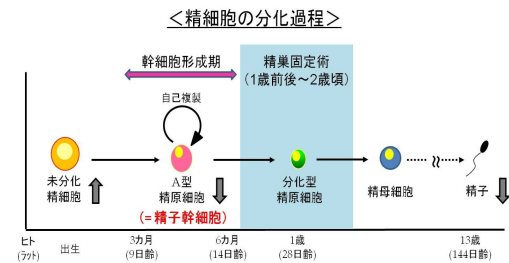 ＜精細胞の分化過程＞
幹細胞形成期
精巣固定術
(1歳前後～2歳頃)
自己複製
未分化
精細胞
A型
精原細胞
(=精子幹細胞)
分化型
精原細胞
精母細胞
精子
ヒト
(ラット)
出生
3カ月
(9日齢)
6カ月
(14日齢)
1歳
(28日齢)
13歳
(144日齢)